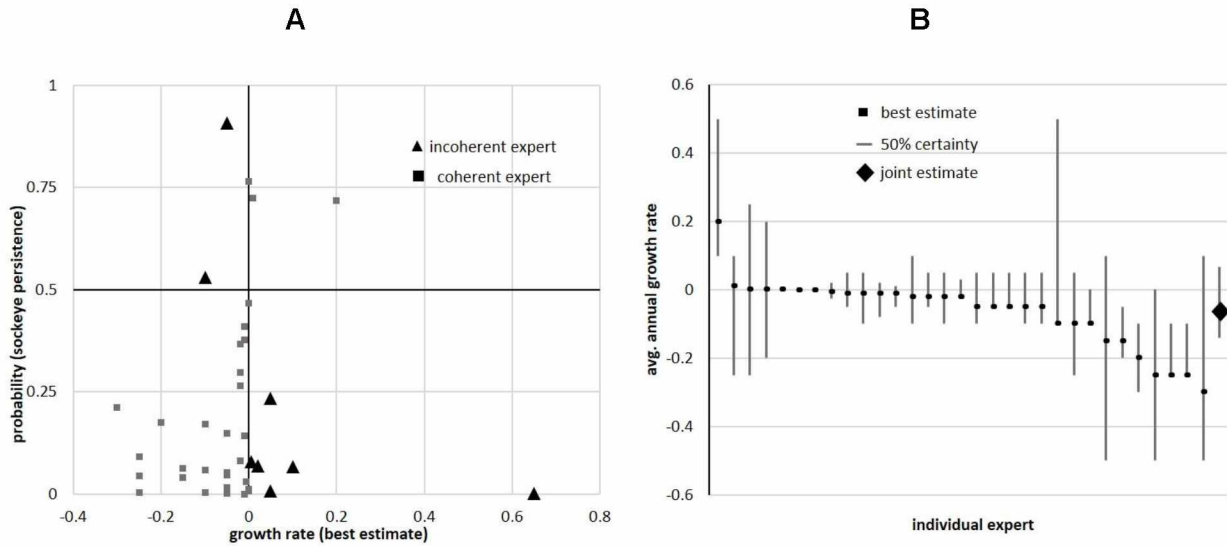 A
probability (sockeye persistence)
1
0.75
0.5
0.25
0
-0.4
-0.2
0
0.2
0.4
0.6
0.8
growth rate (best estimate)
incoherent expert
coherent expert
B
avg. annual growth rate
0.6
0.4
0.2
0
-0.2
-0.4
-0.6
best estimate
50% certainty
joint estimate
individual expert